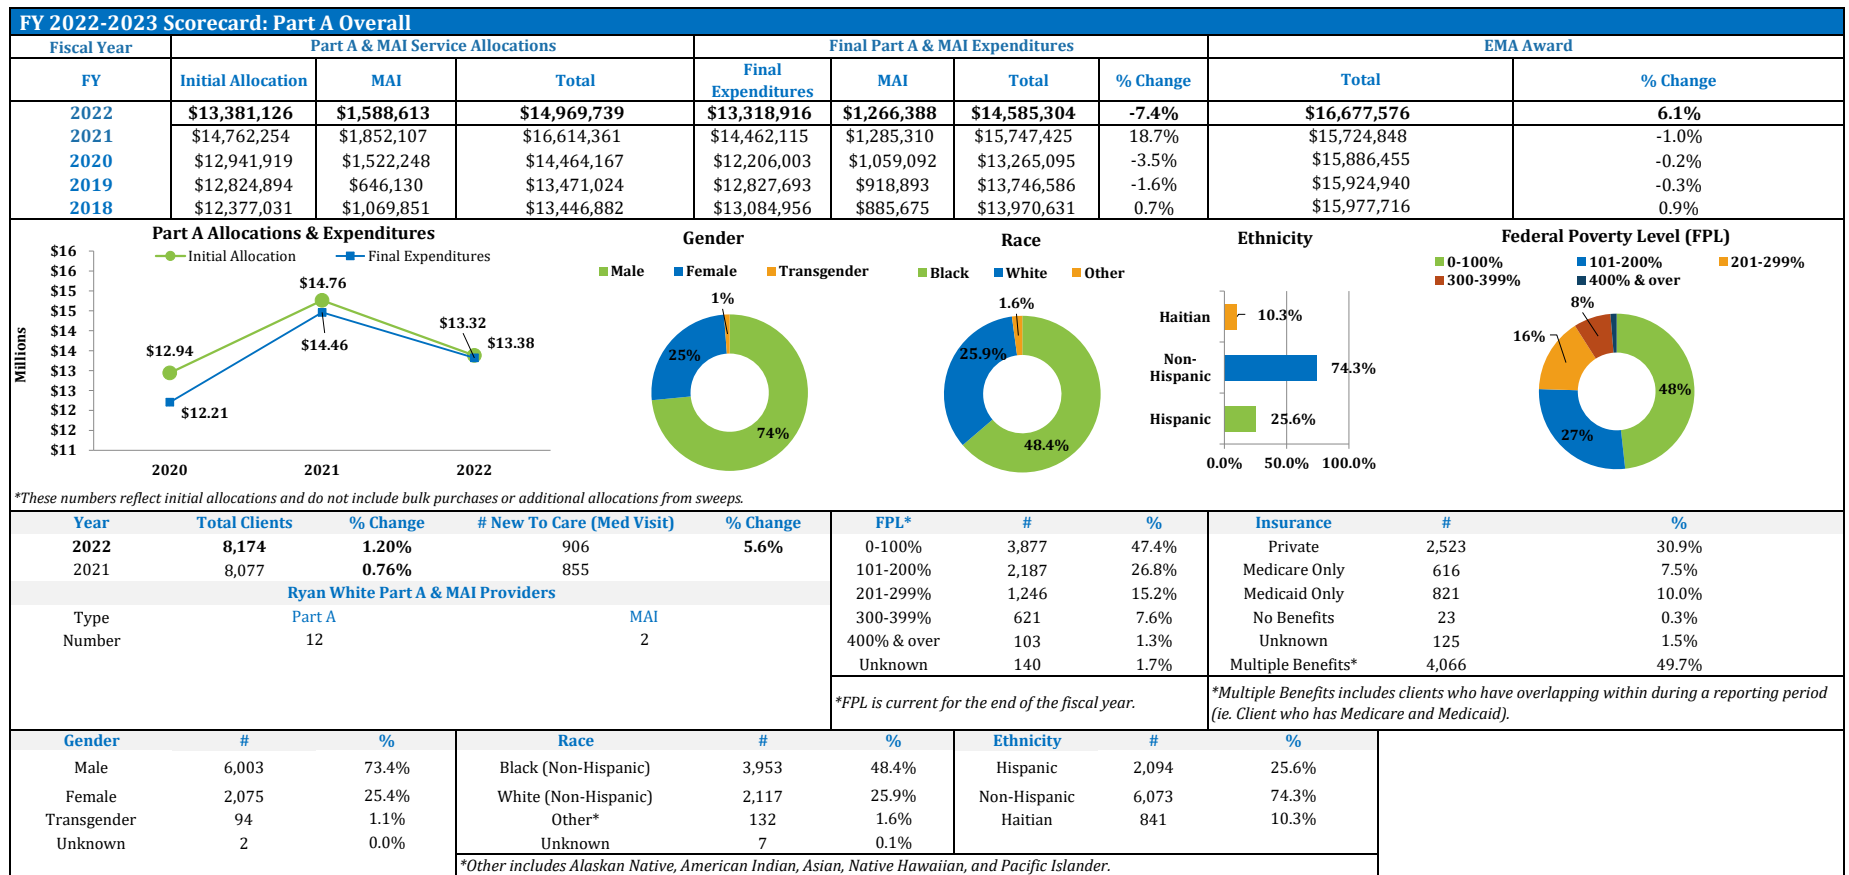 FY 2022-2023 Scorecard: Part A Overall
Fiscal Year Part A & MAI Service Allocations Final Part A & MAI Expenditures EMA Award
FY Initial Allocation MAI Total Final Expenditures MAI Total % Change Total % Change
2022 $13,381,126 $1,588,613 $14,969,739 $13,318,916 $1,266,388 $14,585,304 -7.4% $16,677,576 6.1%
2021 $14,762,254 $1,852,107 $16,614,361 $14,462,115 $1,285,310 $15,747,425 18.7% $15,724,848 -1.0%
2020 $12,941,919 $1,522,248 $14,464,167 $12,206,003 $1,059,092 $13,265,095 -3.5% $15,886,455 -0.2%
2019 $12,824,894 $646,130 $13,471,024 $12,827,693 $918,893 $13,746,586 -1.6% $15,924,940 -0.3%
2018 $12,377,031 $1,069,851 $13,446,882 $13,084,956 $885,675 $13,970,631 0.7% $15,977,716 0.9%
Part A Allocations & Expenditures
Initial Allocation Final Expenditures
Millions
$16
$16
$15
$15
$14
$14
$13
$13
$12
$12
$11
$12.94
$14.76
$13.32
$13.38
$14.46
$12.21
2020 2021 2022
Gender
Male Female Transgender
1%
25%
74%
Race
Black White Other
1.6%
25.9%
48.4%
Ethnicity
Haitian 10.3%
Non-
Hispanic 74.3%
Hispanic 25.6%
0.0% 50.0% 100.0%
Federal Poverty Level (FPL)
0-100% 101-200% 201-299%
300-399% 400% & over
8%
16%
48%
27%
*These numbers reflect initial allocations and do not include bulk purchases or additional allocations from sweeps.
Year Total Clients % Change # New To Care (Med Visit) % Change
2022 8,174 1.20% 906 5.6%
2021 8,077 0.76% 855
Ryan White Part A & MAI Providers
Type Part A MAI
Number 12 2
FPL* # %
0-100% 3,877 47.4%
101-200% 2,187 26.8%
201-299% 1,246 15.2%
300-399% 621 7.6%
400% & over 103 1.3%
Unknown 140 1.7%
*FPL is current for the end of the fiscal year.
Insurance # %
Private 2,523 30.9%
Medicare Only 616 7.5%
Medicaid Only 821 10.0%
No Benefits 23 0.3%
Unknown 125 1.5%
Multiple Benefits* 4,066 49.7%
*Multiple Benefits includes clients who have overlapping within during a reporting period
(ie. Client who has Medicare and Medicaid).
Gender # %
Male 6,003 73.4%
Female 2,075 25.4%
Transgender 94 1.1%
Unknown 2 0.0%
Race # %
Black (Non-Hispanic) 3,953 48.4%
White (Non-Hispanic) 2,117 25.9%
Other* 132 1.6%
Unknown 7 0.1%
*Other includes Alaskan Native, American Indian, Asian, Native Hawaiian, and Pacific Islander.
Ethnicity # %
Hispanic 2,094 25.6%
Non-Hispanic 6,073 74.3%
Haitian 841 10.3%